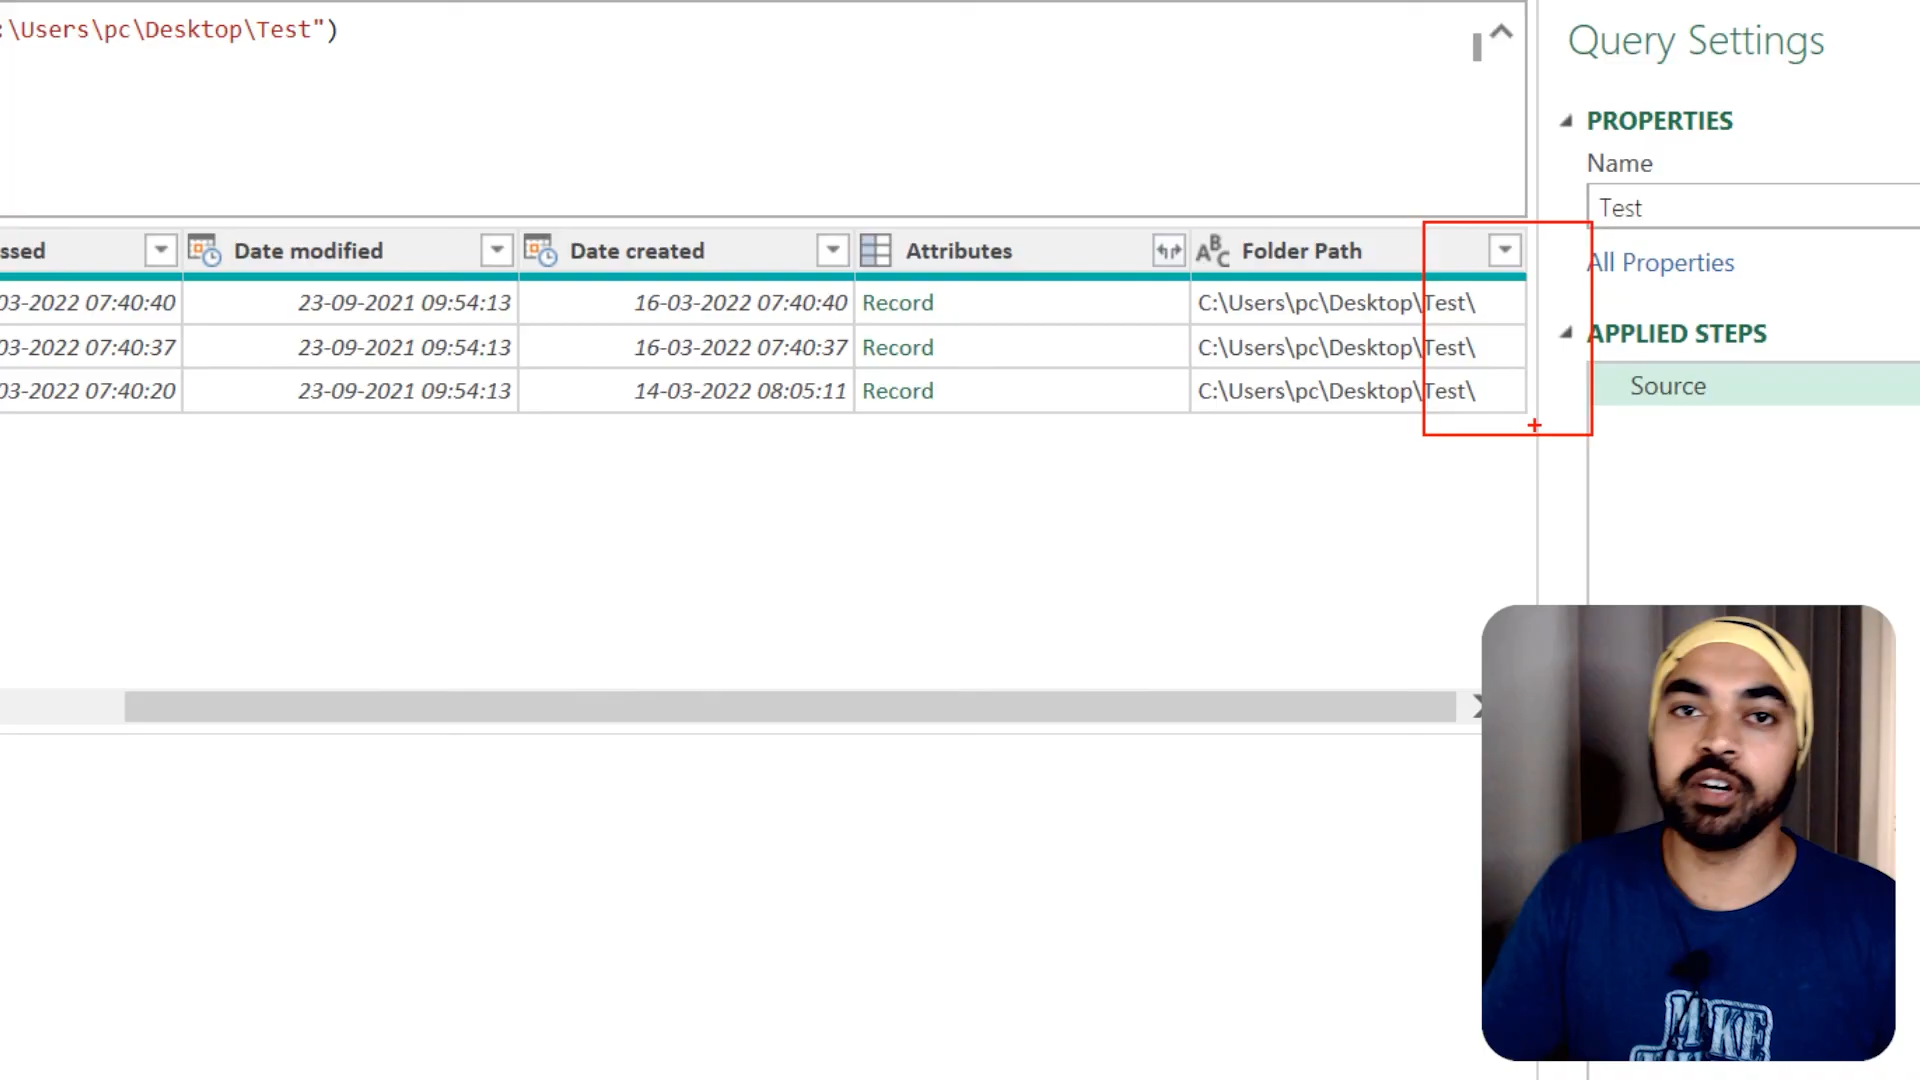 :\Users\pc\Desktop\Test")
Query Settings
PROPERTIES
Name
Test
All Properties
APPLIED STEPS
Source
ssed Date modified Date created Attributes ABC Folder Path
03-2022 07:40:40 23-09-2021 09:54:13 16-03-2022 07:40:40 Record C:\Users\pc\Desktop\Test\
03-2022 07:40:37 23-09-2021 09:54:13 16-03-2022 07:40:37 Record C:\Users\pc\Desktop\Test\
03-2022 07:40:20 23-09-2021 09:54:13 14-03-2022 08:05:11 Record C:\Users\pc\Desktop\Test\